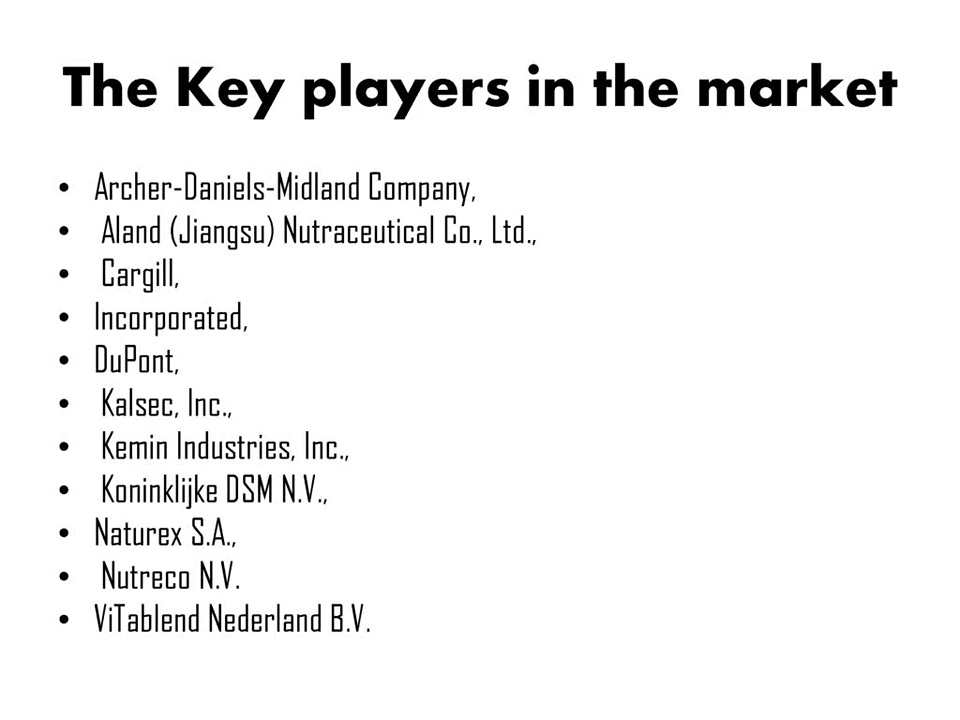 The Key players in the market
• Archer-Daniels-Midland Company,
• Aland (Jiangsu) Nutraceutical Co., Ltd.,
• Cargill,
• Incorporated,
• DuPont,
• Kalsec, Inc.,
• Kemin Industries, Inc.,
• Koninklijke DSM N.V.,
• Naturex S.A.,
• Nutreco N.V.
• ViTablend Nederland B.V.